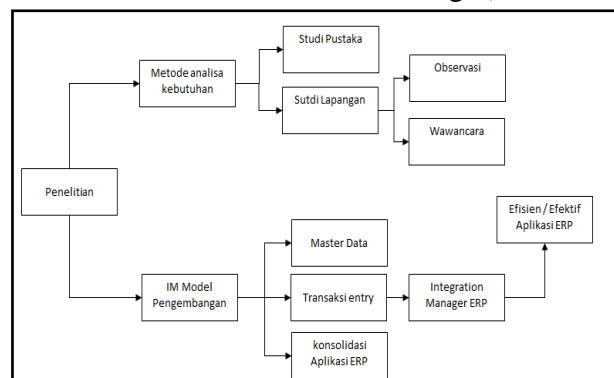 Studi Pustaka
Metode analisa
kebutuhan
Observasi
Sutdi Lapangan
Wawancara
Penelitian
Efisien / Efektif
Aplikasi ERP
Master Data
IM Model
Pengembangan
Transaksi entry
Integration
Manager ERP
konsolidasi
Aplikasi ERP